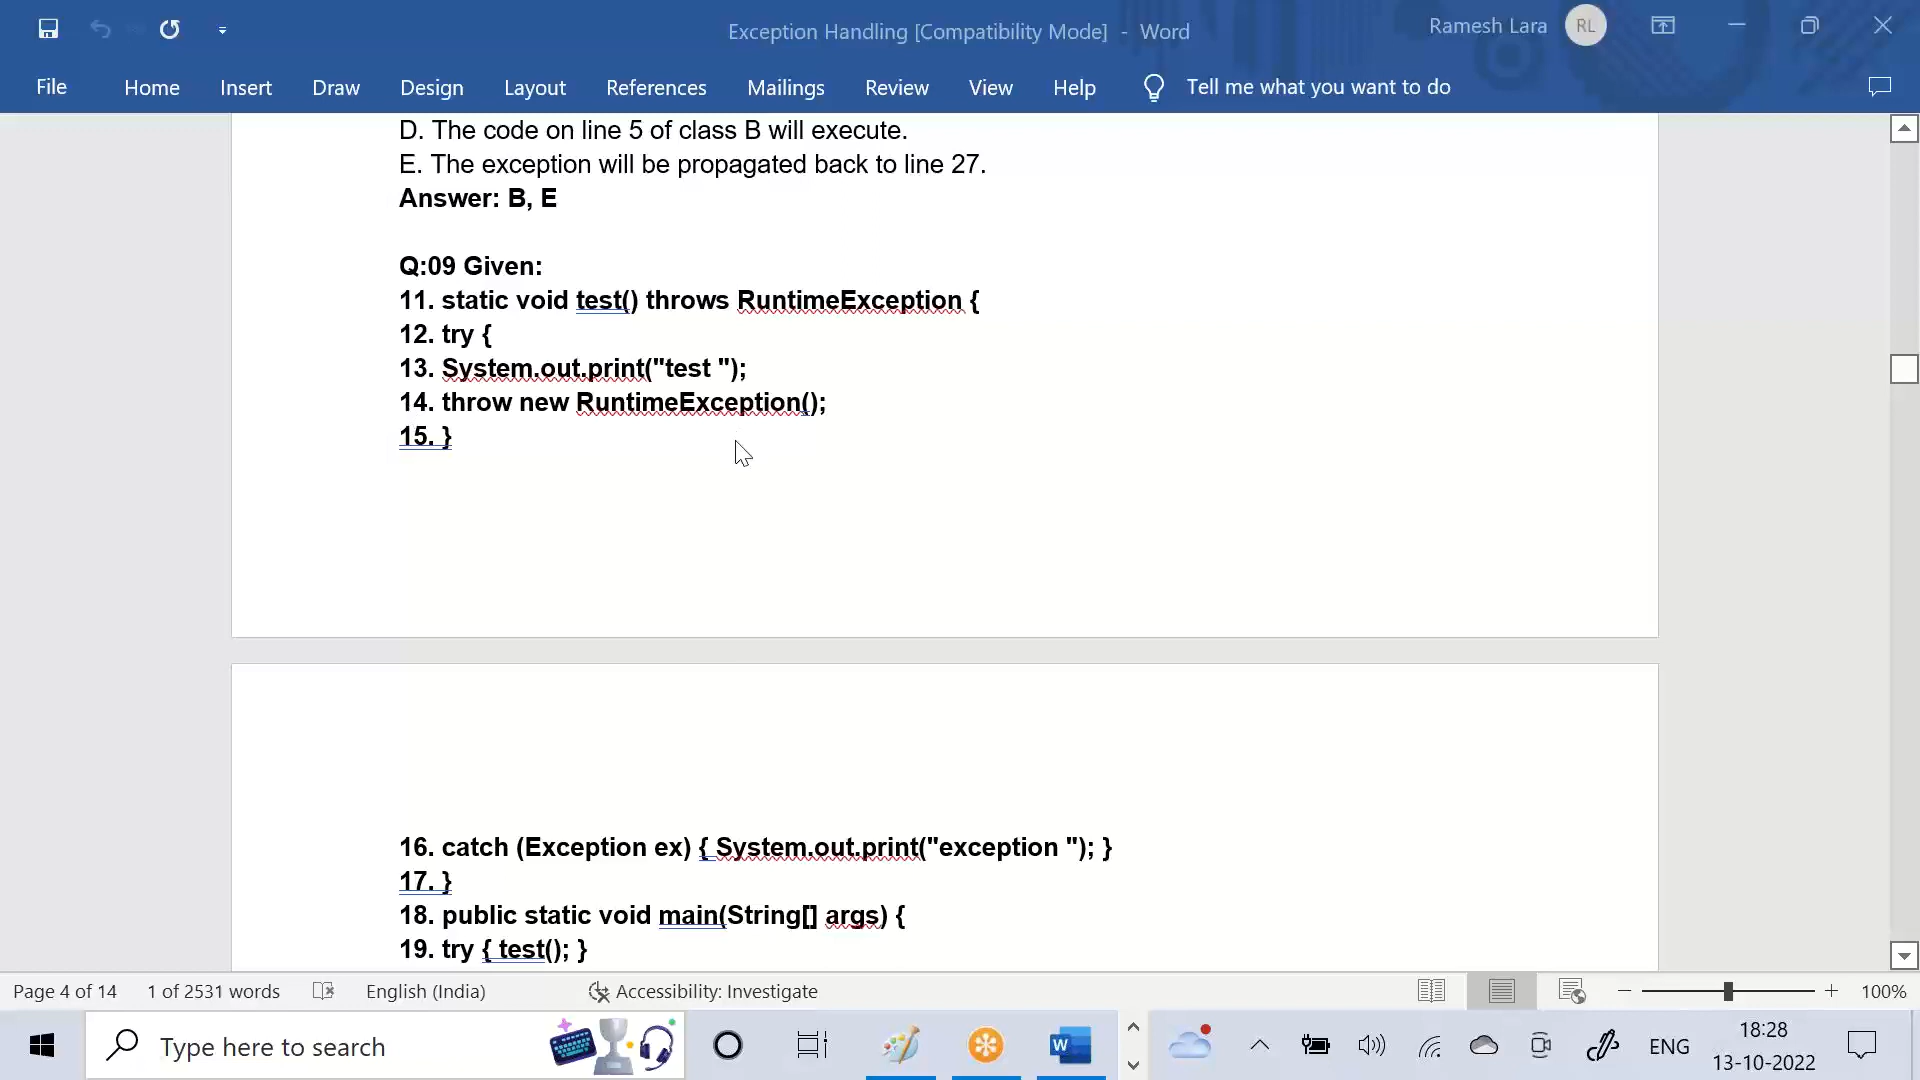 Exception Handling [Compatibility Mode] - Word
Ramesh Lara
RL
File
Home
Insert
Draw
Design
Layout
References
Mailings
Review
View
Help
Tell me what you want to do
D. The code on line 5 of class B will execute.
E. The exception will be propagated back to line 27.
Answer: B, E
Q:09 Given:
11. static void test() throws RuntimeException {
12. try {
13. System.out.print("test ");
14. throw new RuntimeException();
15. }
16. catch (Exception ex) { System.out.print("exception "); }
17. }
18. public static void main(String[] args) {
19. try { test(); }
Page 4 of 14
1 of 2531 words
English (India)
Accessibility: Investigate
100%
Type here to search
W
ENG
18:28
13-10-2022